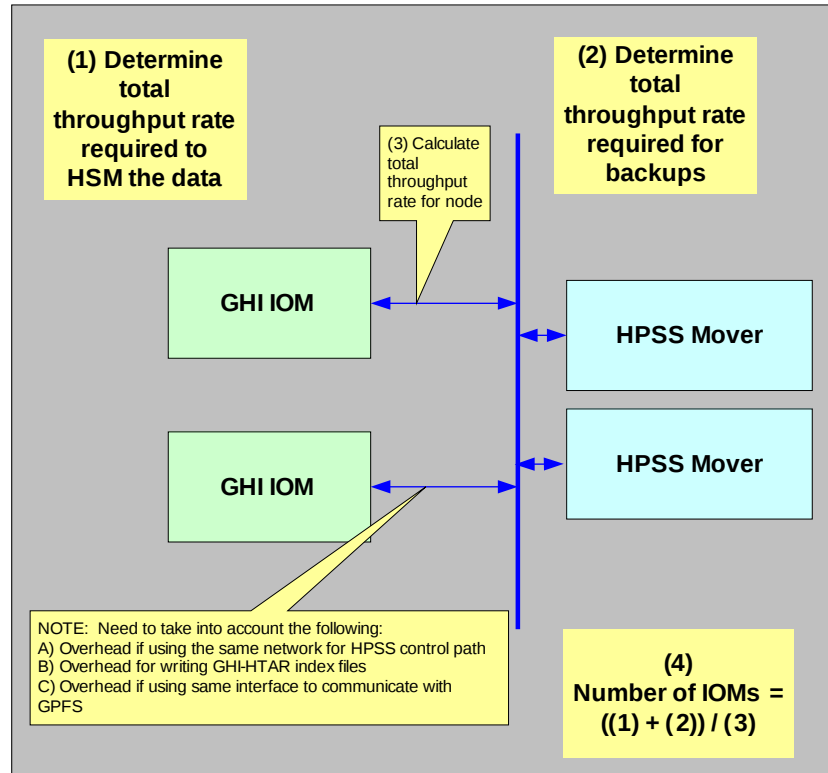 (1) Determine
total
throughput rate
required to
HSM the data
(2) Determine
total
throughput rate
required for
backups
(3) Calculate
total
throughput
rate for node
GHI IOM
HPSS Mover
GHI IOM
HPSS Mover
NOTE:  Need to take into account the following:
A) Overhead if using the same network for HPSS control path
B) Overhead for writing GHI-HTAR index files
C) Overhead if using same interface to communicate with
GPFS
(4)
Number of IOMs =
((1) + (2)) / (3)